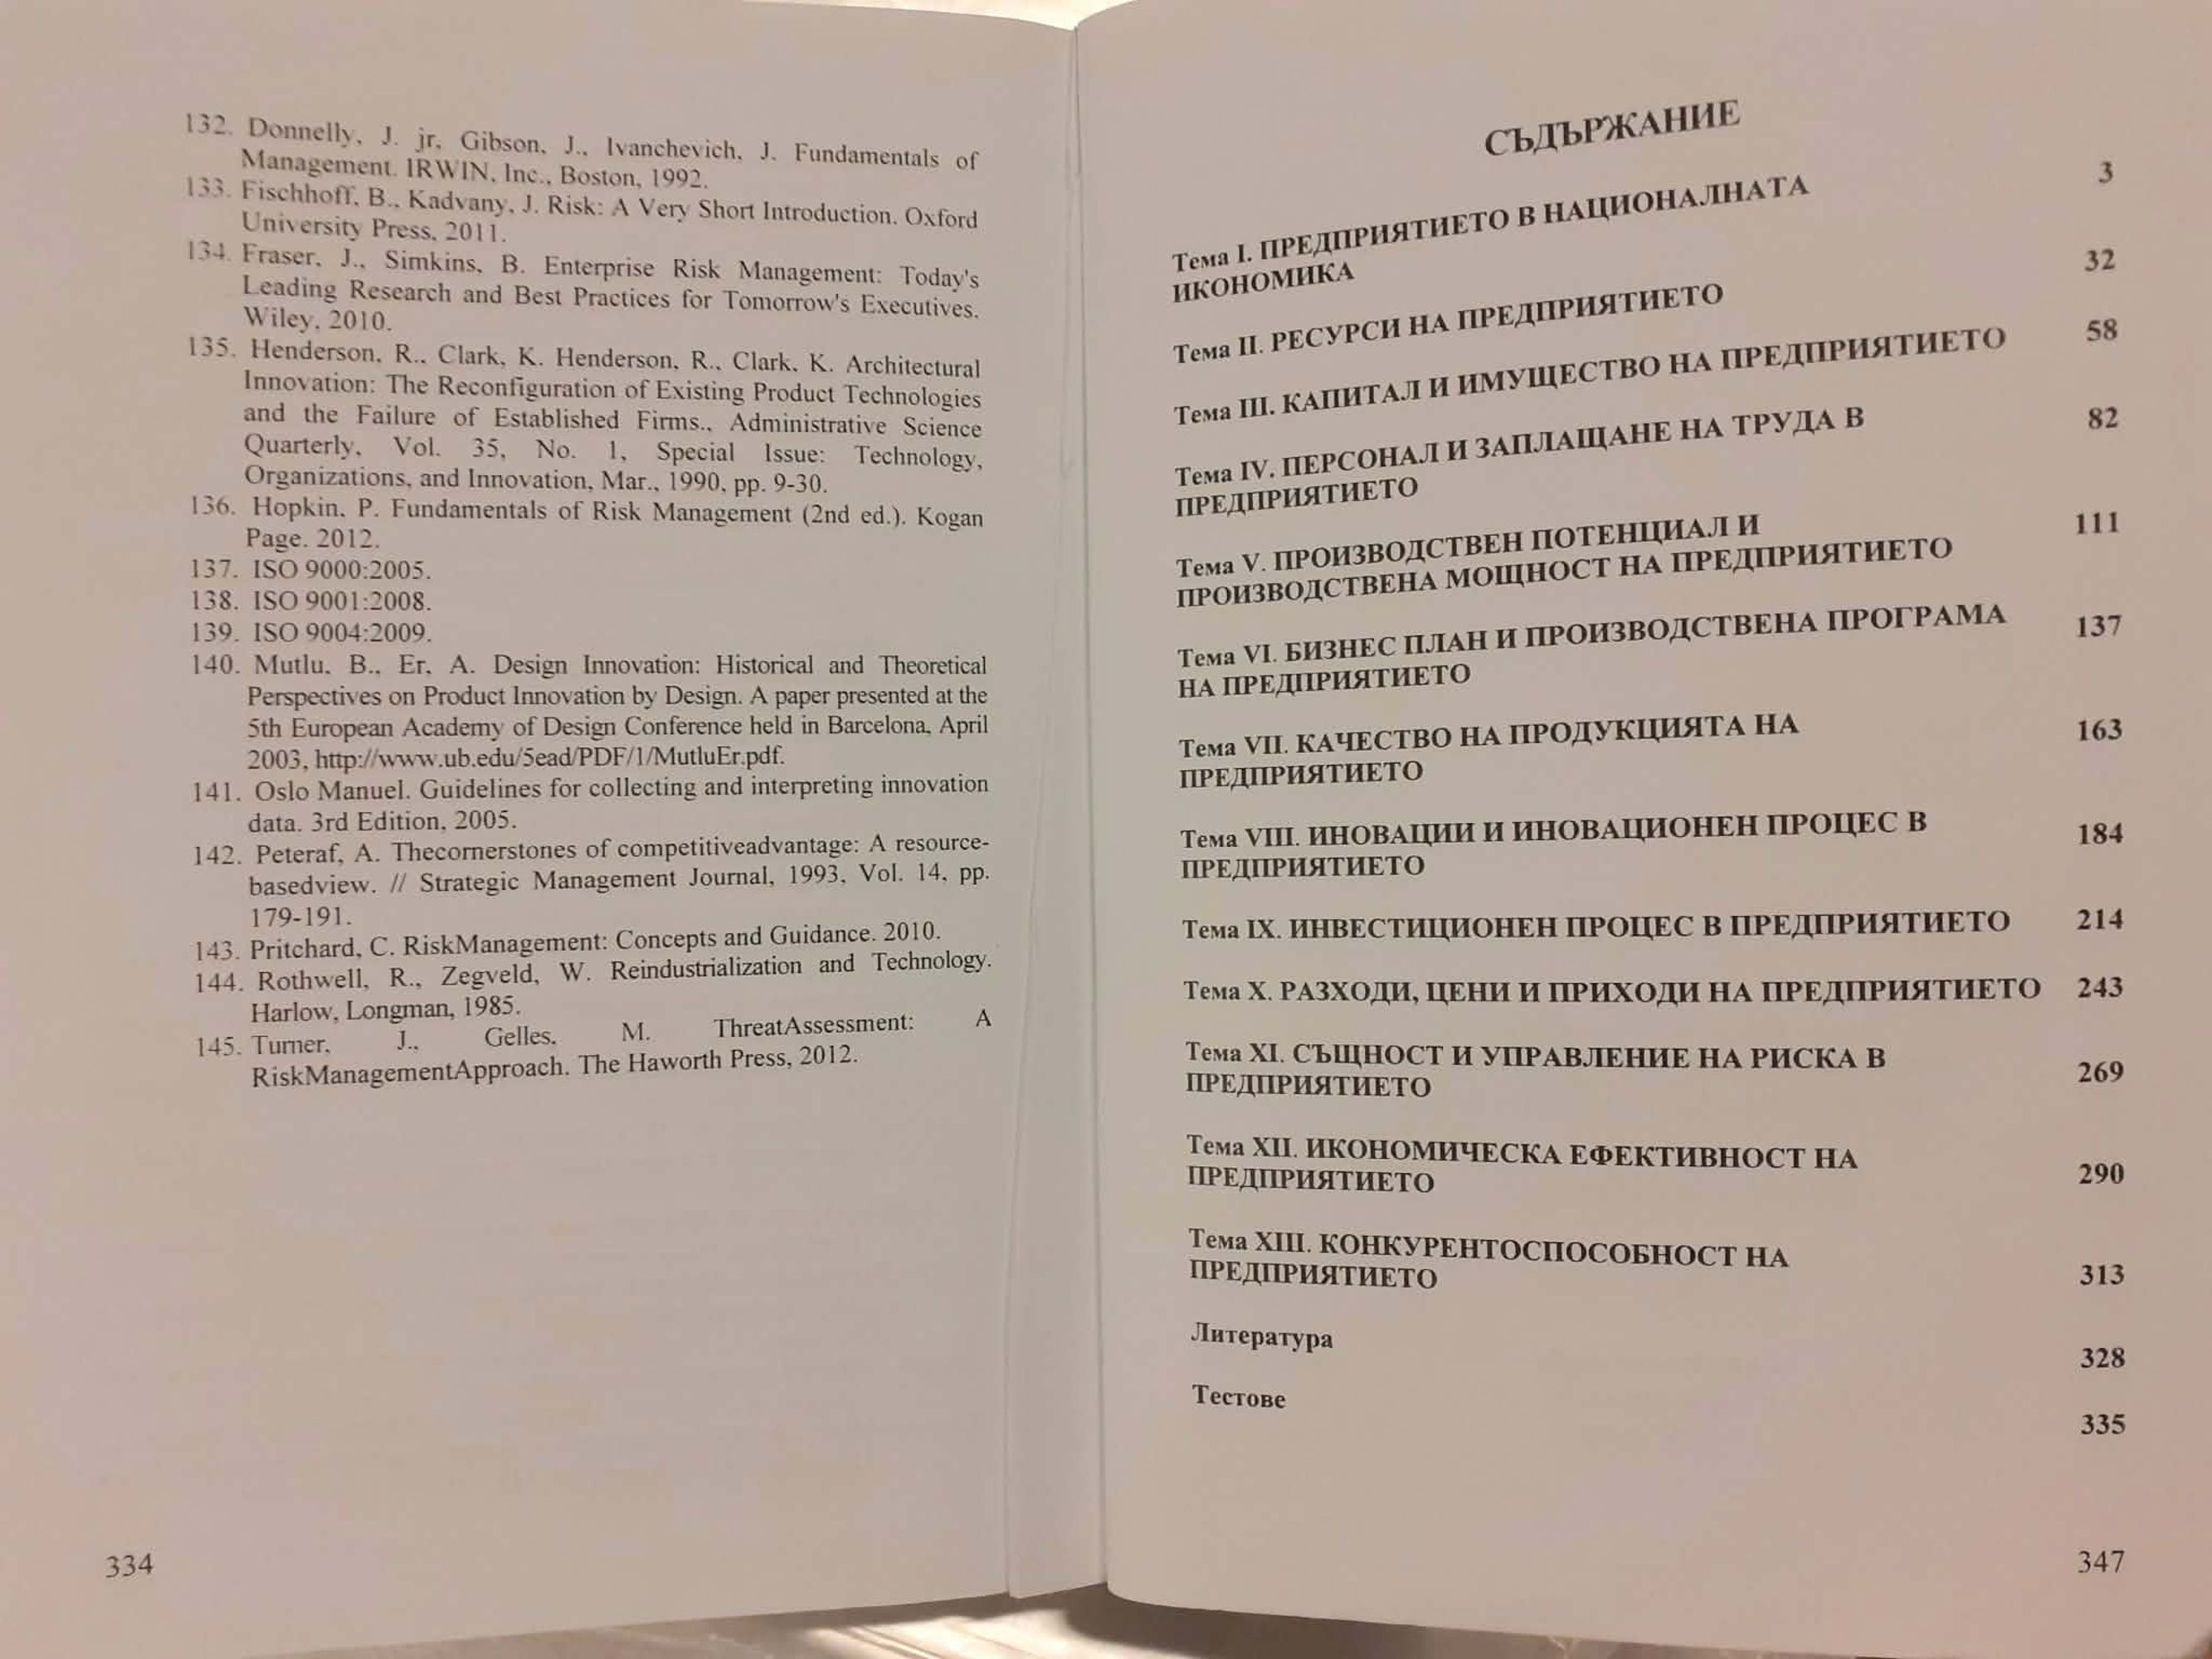 132. Donnelly, J. jr, Gibson, J., Ivanchevich, J. Fundamentals of
Management. IRWIN, Inc., Boston, 1992.
133. Fischhoff, B., Kadvany, J. Risk: A Very Short Introduction. Oxford
University Press, 2011.
134. Fraser, J., Simkins, B. Enterprise Risk Management: Today's
Leading Research and Best Practices for Tomorrow's Executives.
Wiley, 2010.
135. Henderson, R., Clark, K. Henderson, R., Clark, K. Architectural
Innovation: The Reconfiguration of Existing Product Technologies
and the Failure of Established Firms., Administrative Science
Quarterly, Vol. 35, No. 1, Special Issue: Technology,
Organizations, and Innovation, Mar., 1990, pp. 9-30.
136. Hopkin, P. Fundamentals of Risk Management (2nd ed.). Kogan
Page. 2012.
137. ISO 9000:2005.
138. ISO 9001:2008.
139. ISO 9004:2009.
140. Mutlu, B., Er, A. Design Innovation: Historical and Theoretical
Perspectives on Product Innovation by Design. A paper presented at the
5th European Academy of Design Conference held in Barcelona, April
2003, http://www.ub.edu/5ead/PDF/1/MutluEr.pdf.
141. Oslo Manuel. Guidelines for collecting and interpreting innovation
data. 3rd Edition, 2005.
142. Peteraf, A. Thecornerstones of competitiveadvantage: A resource-
basedview. // Strategic Management Journal, 1993, Vol. 14, pp.
179-191.
143. Pritchard, C. RiskManagement: Concepts and Guidance. 2010.
144. Rothwell, R., Zegveld, W. Reindustrialization and Technology.
Harlow, Longman, 1985.
145. Turner, J., Gelles, M. ThreatAssessment: A
RiskManagementApproach. The Haworth Press, 2012.
334
СЪДЪРЖАНИЕ
Тема I. ПРЕДПРИЯТИЕТО В НАЦИОНАЛНАТА 3
ИКОНОМИКА
Тема II. РЕСУРСИ НА ПРЕДПРИЯТИЕТО 32
Тема III. КАПИТАЛ И ИМУЩЕСТВО НА ПРЕДПРИЯТИЕТО 58
Тема IV. ПЕРСОНАЛ И ЗАПЛАЩАНЕ НА ТРУДА В 82
ПРЕДПРИЯТИЕТО
Тема V. ПРОИЗВОДСТВЕН ПОТЕНЦИАЛ И 111
ПРОИЗВОДСТВЕНА МОЩНОСТ НА ПРЕДПРИЯТИЕТО
Тема VI. БИЗНЕС ПЛАН И ПРОИЗВОДСТВЕНА ПРОГРАМА 137
НА ПРЕДПРИЯТИЕТО
Тема VII. КАЧЕСТВО НА ПРОДУКЦИЯТА НА 163
ПРЕДПРИЯТИЕТО
Тема VIII. ИНОВАЦИИ И ИНОВАЦИОНЕН ПРОЦЕС В 184
ПРЕДПРИЯТИЕТО
Тема IX. ИНВЕСТИЦИОНЕН ПРОЦЕС В ПРЕДПРИЯТИЕТО 214
Тема X. РАЗХОДИ, ЦЕНИ И ПРИХОДИ НА ПРЕДПРИЯТИЕТО 243
Тема XI. СЪЩНОСТ И УПРАВЛЕНИЕ НА РИСКА В
ПРЕДПРИЯТИЕТО 269
Тема XII. ИКОНОМИЧЕСКА ЕФЕКТИВНОСТ НА
ПРЕДПРИЯТИЕТО 290
Тема XIII. КОНКУРЕНТОСПОСОБНОСТ НА
ПРЕДПРИЯТИЕТО 313
Литература 328
Тестове 335
347